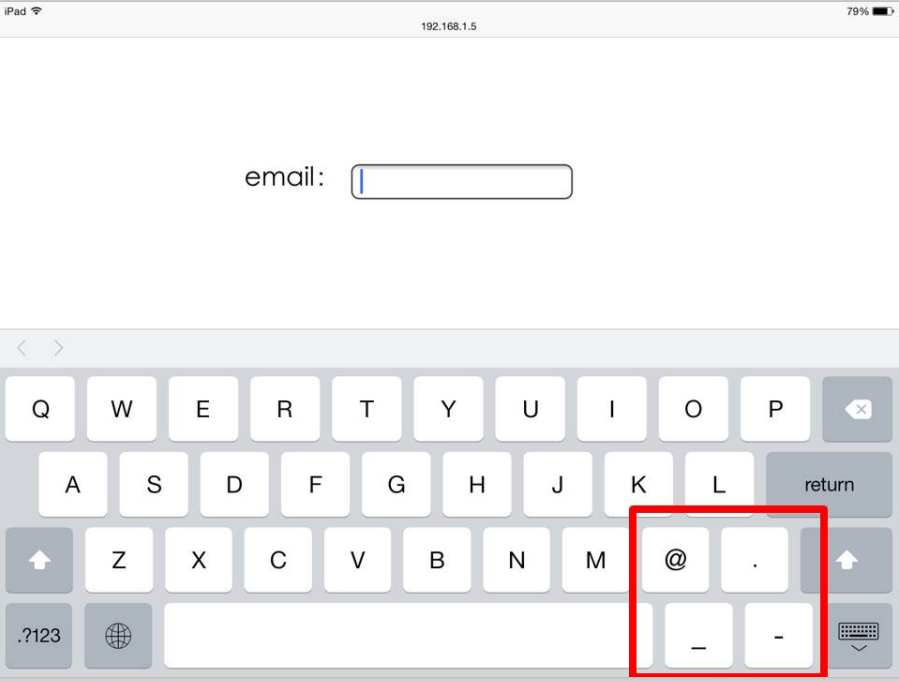 iPad 79%
192.168.1.5
email:
Q W E R T Y U I O P
A S D F G H J K L return
Z X C V B N M @ .
.?123 _ -